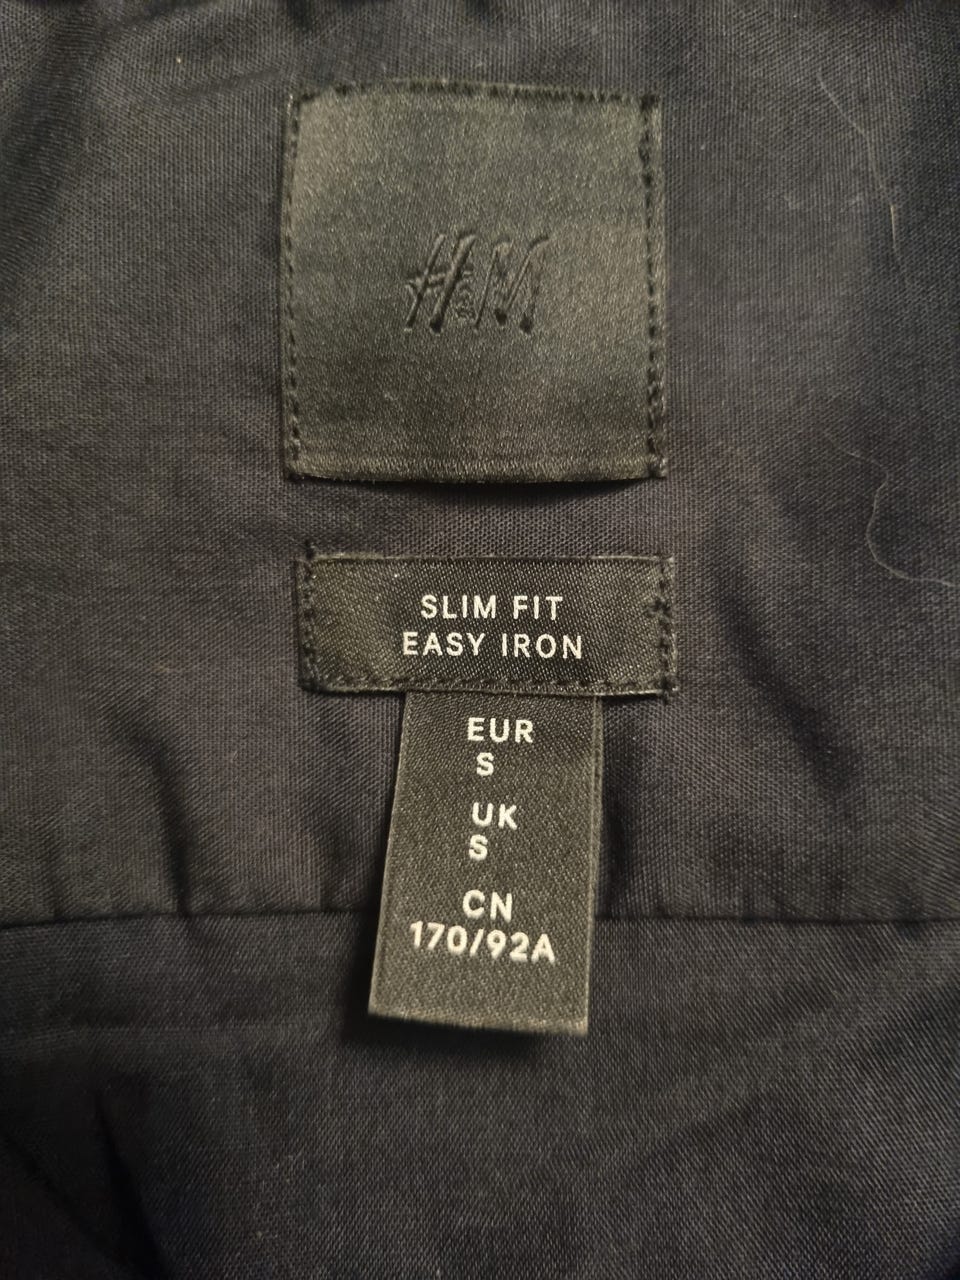 H&M
SLIM FIT
EASY IRON
EUR
S
UK
S
CN
170/92A